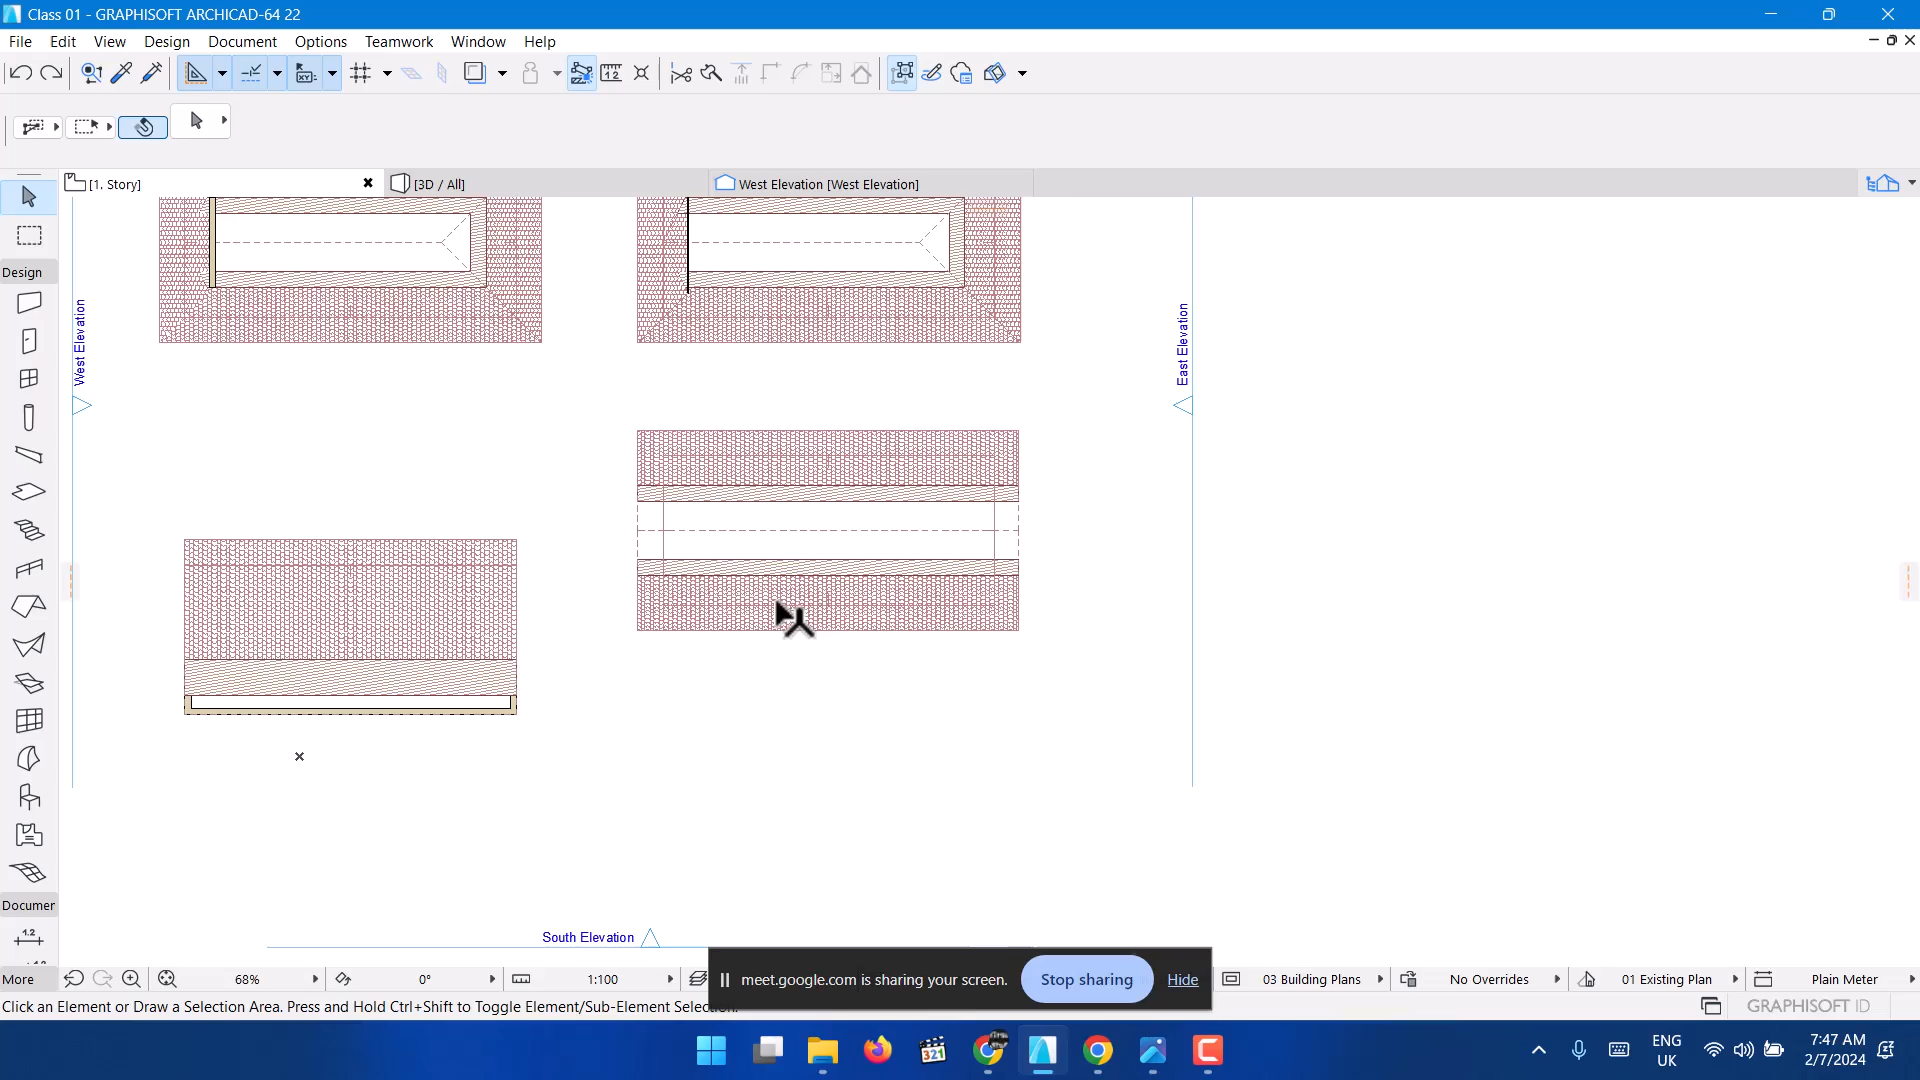 Class 01 - GRAPHISOFT ARCHICAD-64 22
File Edit View Design Document Options Teamwork Window Help
[1. Story]
[3D / All]
West Elevation [West Elevation]
Design
West Elevation
East Elevation
Documer
1.2
South Elevation
More
68%
0°
1:100
meet.google.com is sharing your screen.
Stop sharing
Hide
03 Building Plans
No Overrides
01 Existing Plan
Plain Meter
Click an Element or Draw a Selection Area. Press and Hold Ctrl+Shift to Toggle Element/Sub-Element Selection.
GRAPHISOFT ID
321
ENG
UK
7:47 AM
2/7/2024